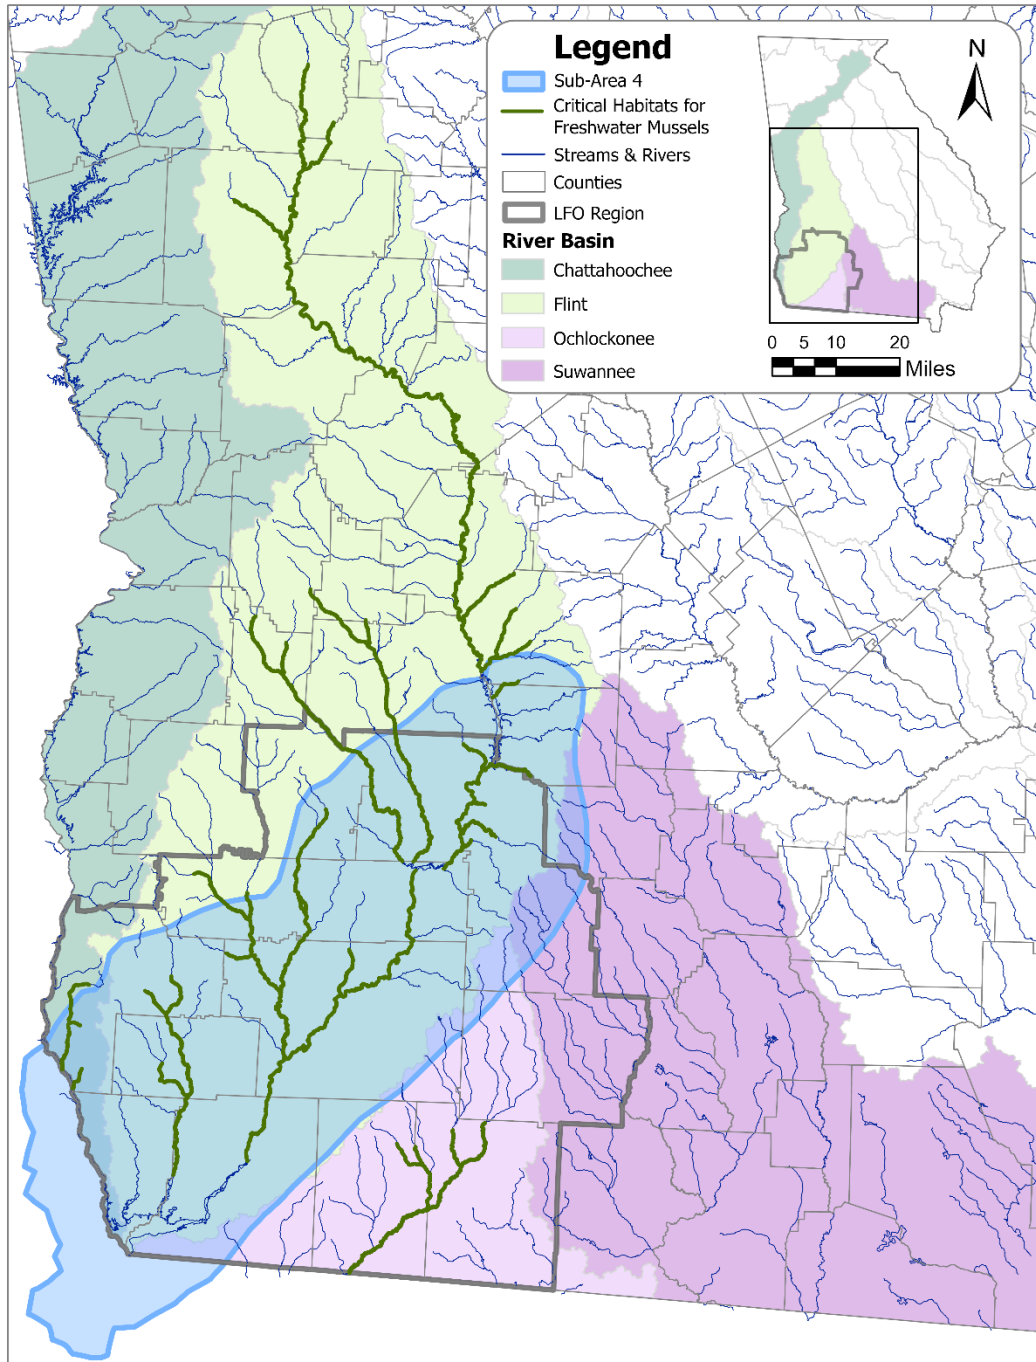 Legend
Sub-Area 4
Critical Habitats for
Freshwater Mussels
Streams & Rivers
Counties
LFO Region
River Basin
Chattahoochee
Flint
Ochlockonee
Suwannee
N
0 5 10 20
Miles